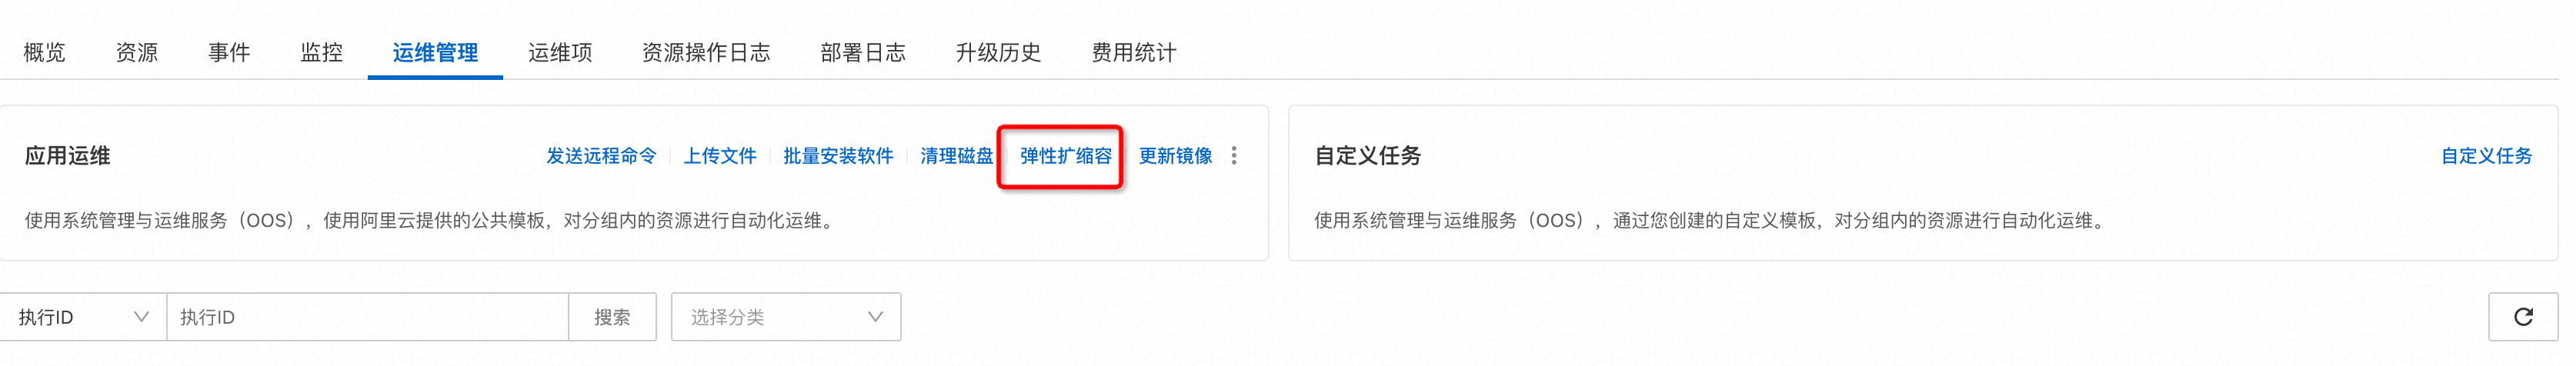 概览 资源 事件 监控 运维管理 运维项 资源操作日志 部署日志 升级历史 费用统计
应用运维 发送远程命令 上传文件 批量安装软件 清理磁盘 弹性扩缩容 更新镜像
使用系统管理与运维服务（OOS），使用阿里云提供的公共模板，对分组内的资源进行自动化运维。
自定义任务 自定义任务
使用系统管理与运维服务（OOS），通过您创建的自定义模板，对分组内的资源进行自动化运维。
执行ID 执行ID 搜索 选择分类